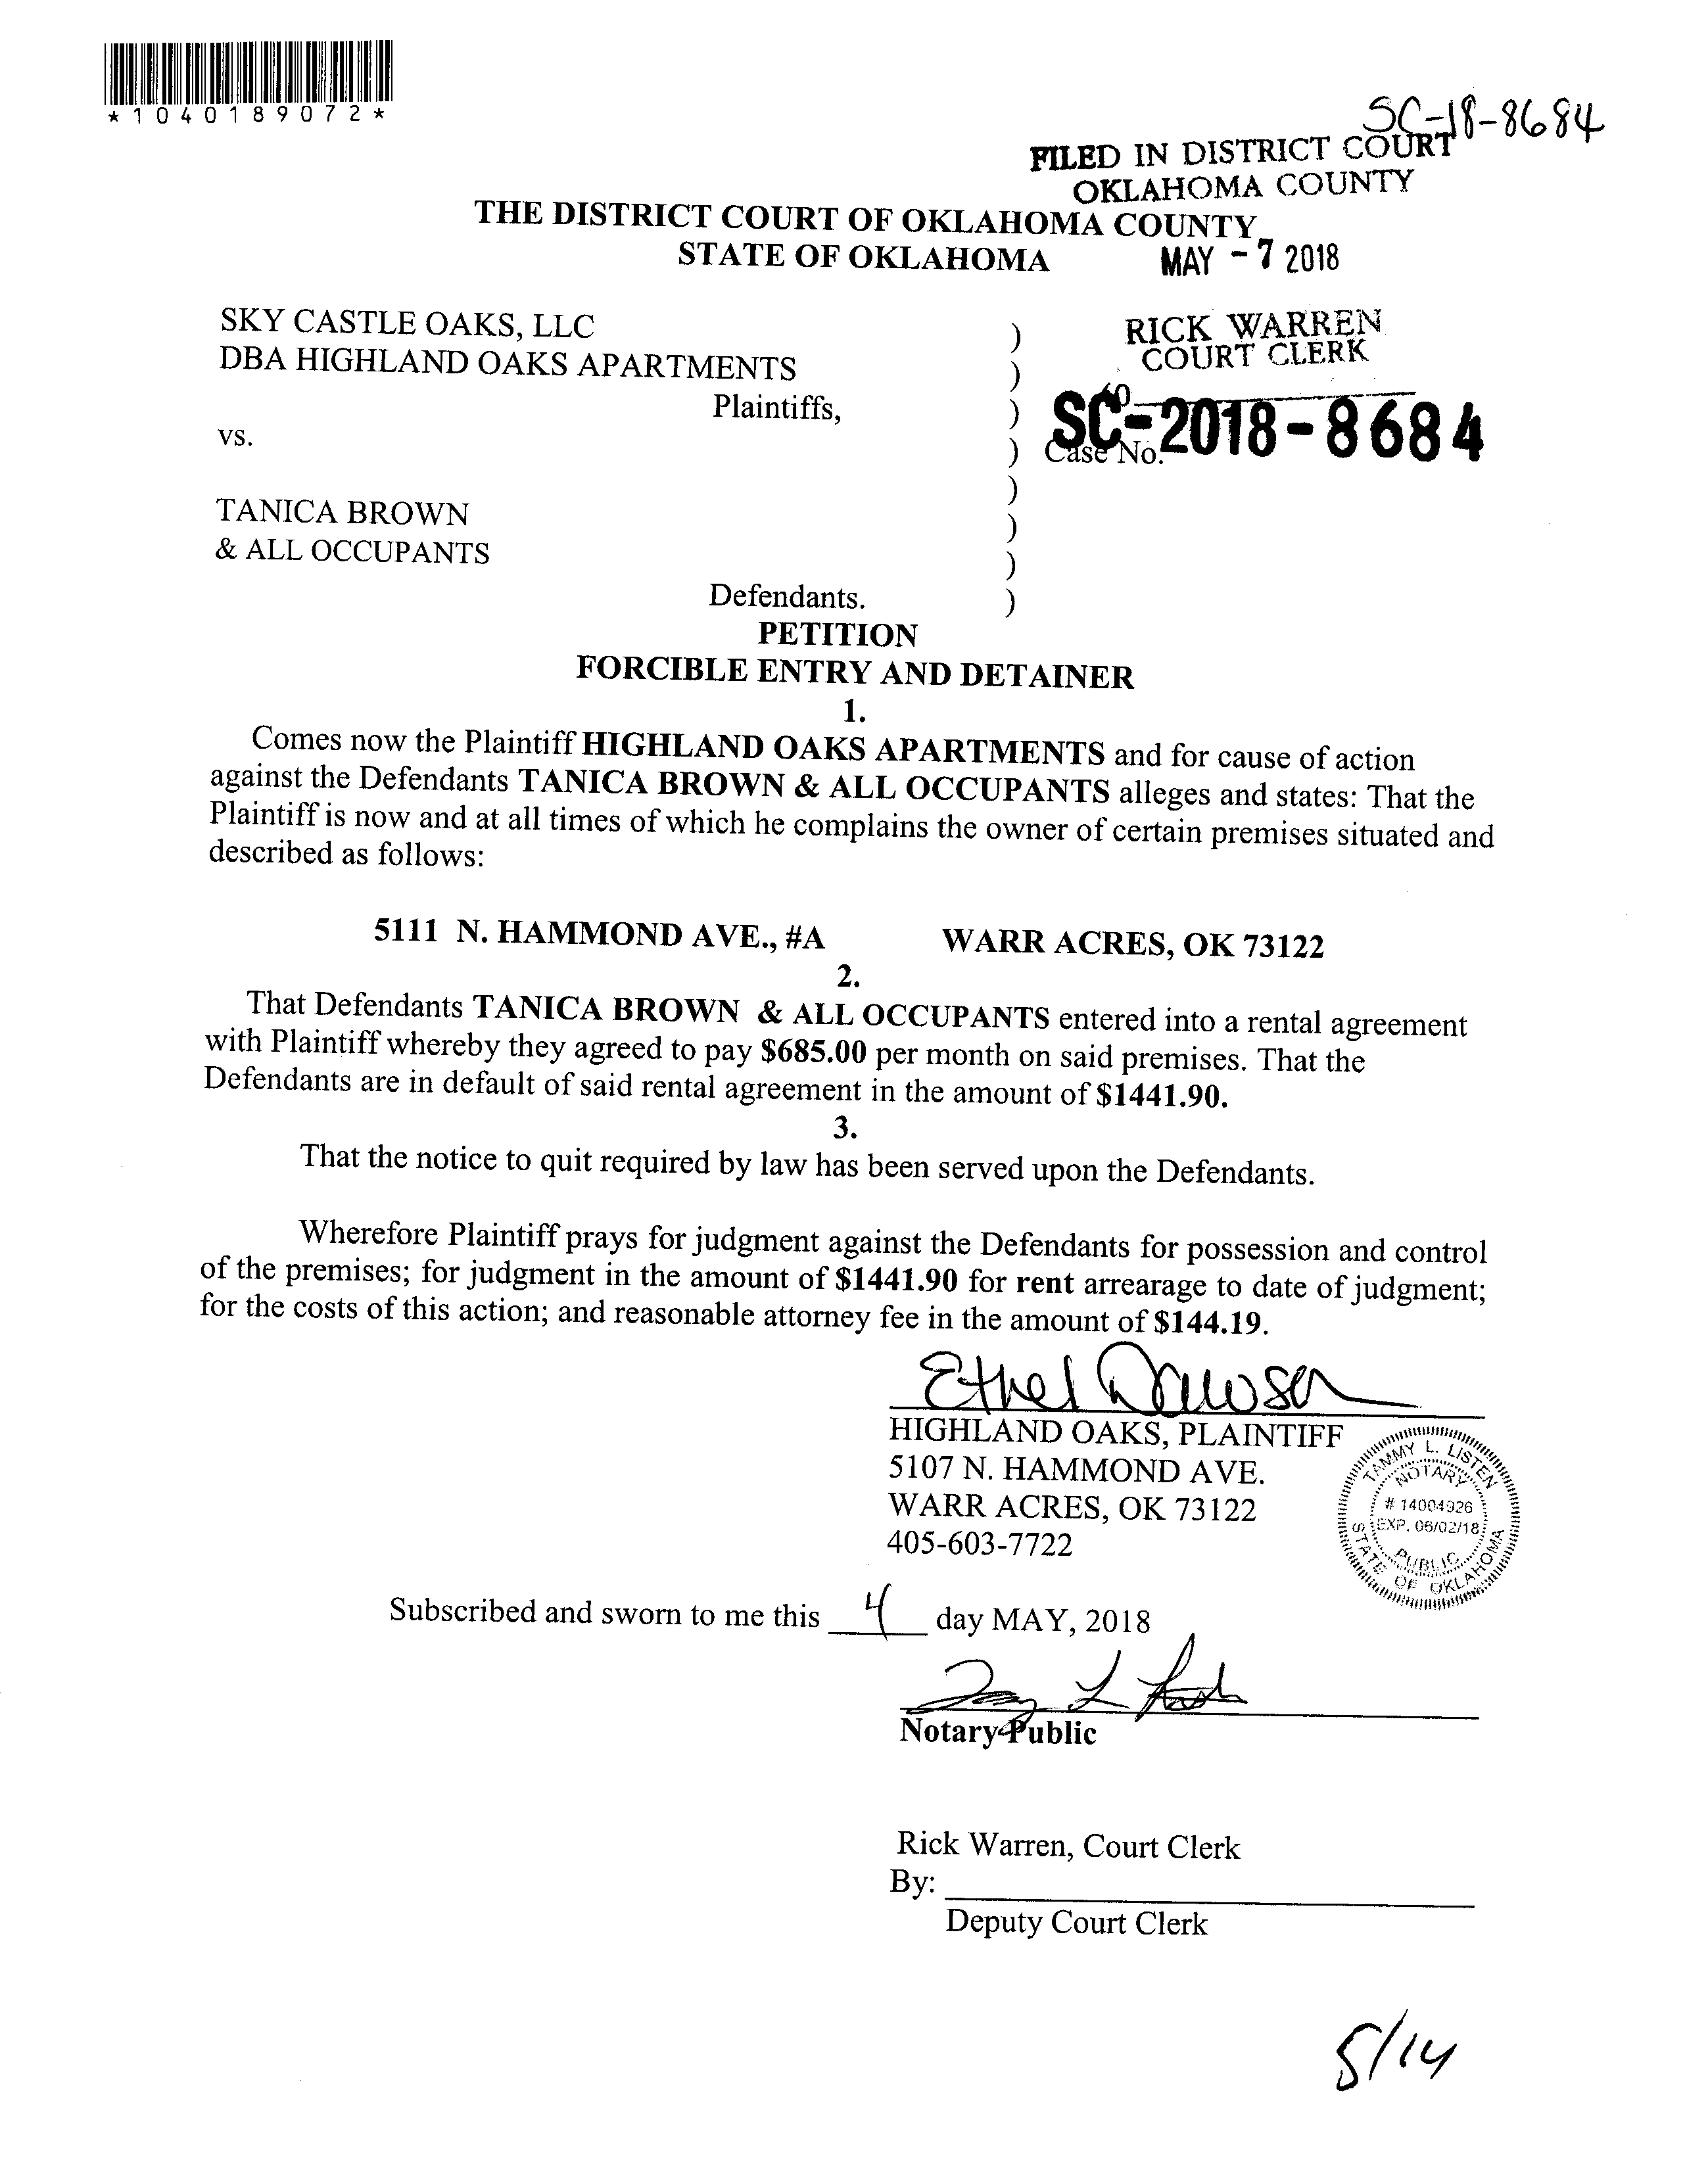 *1040189072*
SC-18-8684
FILED IN DISTRICT COURT
OKLAHOMA COUNTY
THE DISTRICT COURT OF OKLAHOMA COUNTY
STATE OF OKLAHOMA
MAY - 7 2018
SKY CASTLE OAKS, LLC
DBA HIGHLAND OAKS APARTMENTS
Plaintiffs,
vs.
TANICA BROWN
& ALL OCCUPANTS
Defendants.
)
)
)
)
)
)
)
)
RICK WARREN
COURT CLERK
40
Case No. SC-2018-8684
PETITION
FORCIBLE ENTRY AND DETAINER
1.
Comes now the Plaintiff HIGHLAND OAKS APARTMENTS and for cause of action
against the Defendants TANICA BROWN & ALL OCCUPANTS alleges and states: That the
Plaintiff is now and at all times of which he complains the owner of certain premises situated and
described as follows:
5111 N. HAMMOND AVE., #A WARR ACRES, OK 73122
2.
That Defendants TANICA BROWN & ALL OCCUPANTS entered into a rental agreement
with Plaintiff whereby they agreed to pay $685.00 per month on said premises. That the
Defendants are in default of said rental agreement in the amount of $1441.90.
3.
That the notice to quit required by law has been served upon the Defendants.
Wherefore Plaintiff prays for judgment against the Defendants for possession and control
of the premises; for judgment in the amount of $1441.90 for rent arrearage to date of judgment;
for the costs of this action; and reasonable attorney fee in the amount of $144.19.
Ethel Dawson
HIGHLAND OAKS, PLAINTIFF
5107 N. HAMMOND AVE.
WARR ACRES, OK 73122
405-603-7722
TAMMY L. LISTEN
NOTARY
# 14004926
EXP. 06/02/18
PUBLIC
STATE OF OKLAHOMA
Subscribed and sworn to me this 4 day MAY, 2018
Notary Public
Rick Warren, Court Clerk
By:
Deputy Court Clerk
5/14